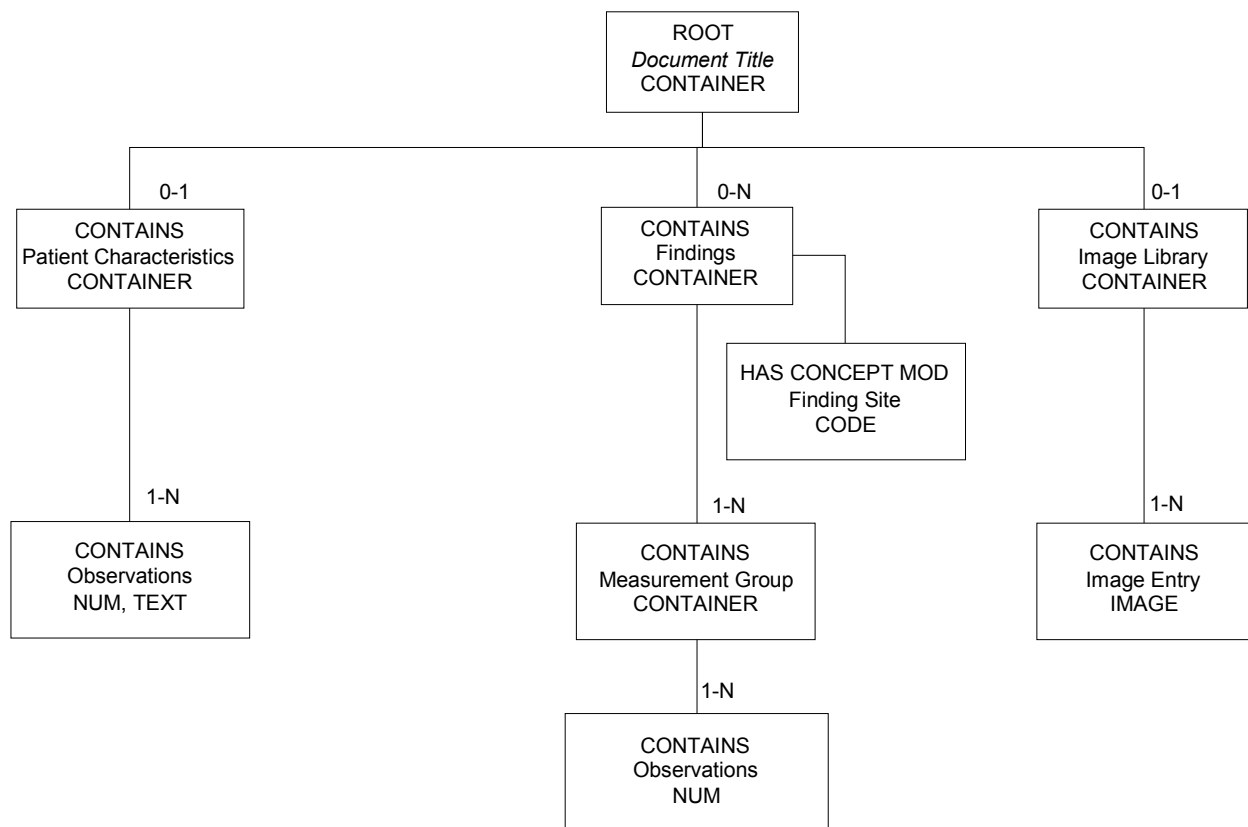 ROOT
Document Title
CONTAINER
0-1
0-N
0-1
CONTAINS
Patient Characteristics
CONTAINER
CONTAINS
Findings
CONTAINER
CONTAINS
Image Library
CONTAINER
HAS CONCEPT MOD
Finding Site
CODE
1-N
1-N
1-N
CONTAINS
Observations
NUM, TEXT
CONTAINS
Measurement Group
CONTAINER
CONTAINS
Image Entry
IMAGE
1-N
CONTAINS
Observations
NUM